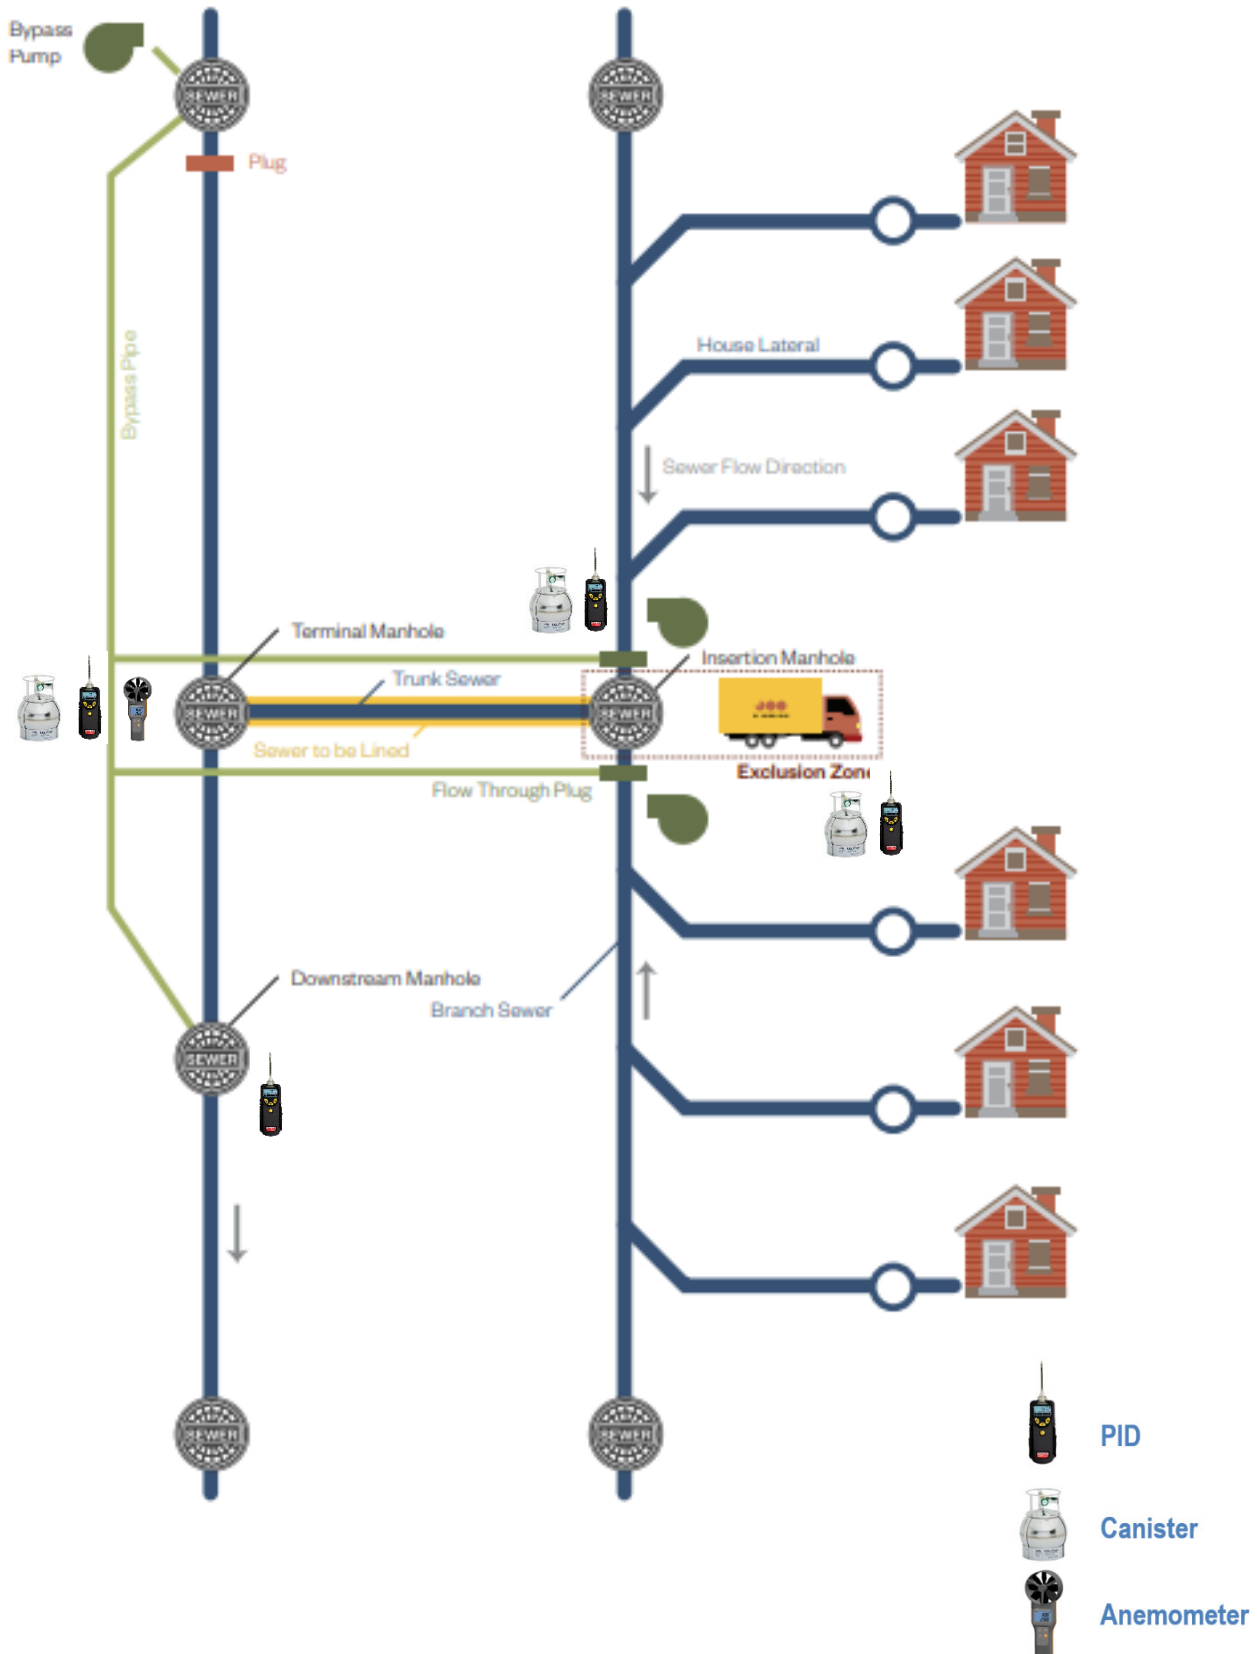 Bypass
Pump
SEWER
SEWER
Plug
House Lateral
Bypass Pipe
Sewer Flow Direction
Terminal Manhole
Insertion Manhole
Trunk Sewer
SEWER
SEWER
Sewer to be Lined
Exclusion Zone
Flow Through Plug
Downstream Manhole
Branch Sewer
SEWER
SEWER
SEWER
PID
Canister
Anemometer